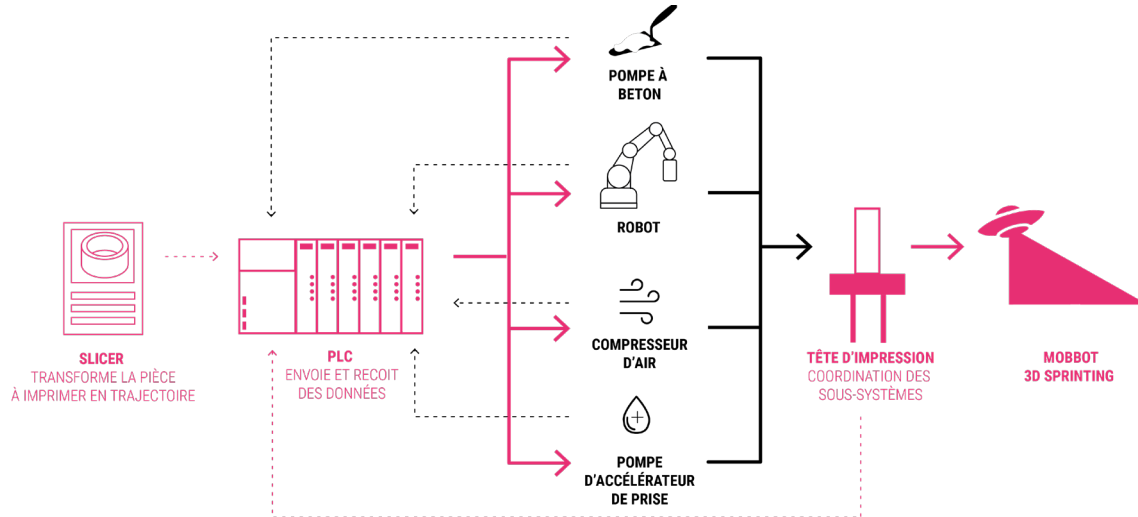 POMPE À
BETON
ROBOT
SLICER
TRANSFORME LA PIÈCE
À IMPRIMER EN TRAJECTOIRE
PLC
ENVOIE ET RECOIT
DES DONNÉES
COMPRESSEUR
D'AIR
TÊTE D'IMPRESSION
COORDINATION DES
SOUS-SYSTÈMES
MOBBOT
3D SPRINTING
POMPE
D'ACCÉLÉRATEUR
DE PRISE